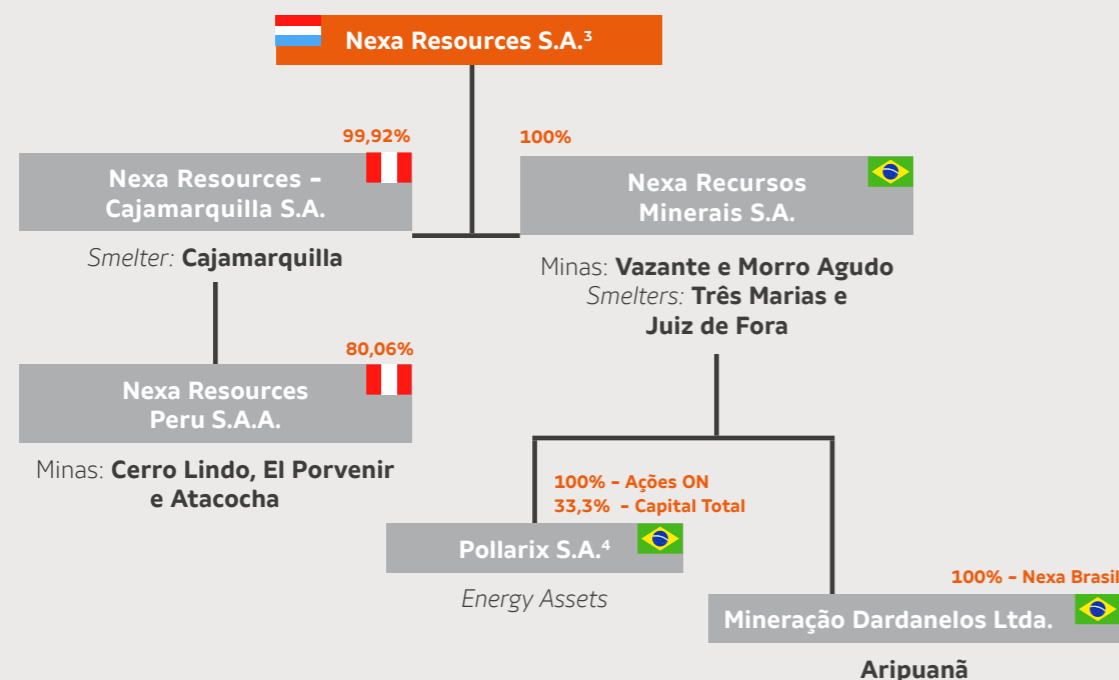 Nexa Resources S.A.³
99,92%
Nexa Resources –
Cajamarquilla S.A.
Smelter: Cajamarquilla
100%
Nexa Recursos
Minerais S.A.
Minas: Vazante e Morro Agudo
Smelters: Três Marias e
Juiz de Fora
80,06%
Nexa Resources
Peru S.A.A.
Minas: Cerro Lindo, El Porvenir
e Atacocha
100% – Ações ON
33,3% – Capital Total
Pollarix S.A.⁴
Energy Assets
100% – Nexa Brasil
Mineração Dardanelos Ltda.
Aripuanã